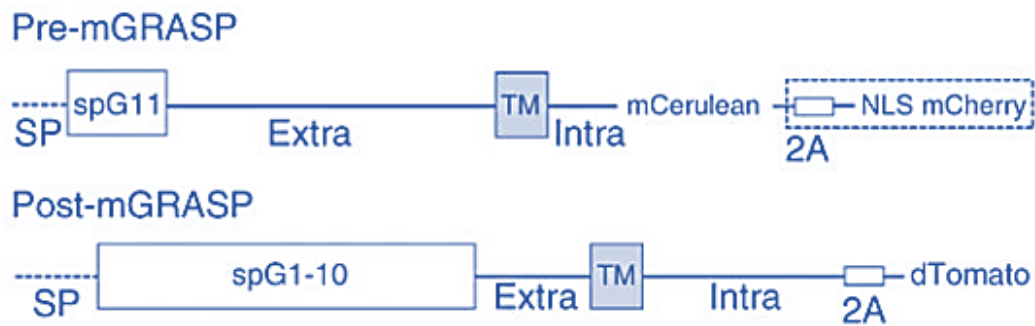 Pre-mGRASP
spG11 TM mCerulean NLS mCherry
SP Extra Intra 2A
Post-mGRASP
spG1-10 TM dTomato
SP Extra Intra 2A